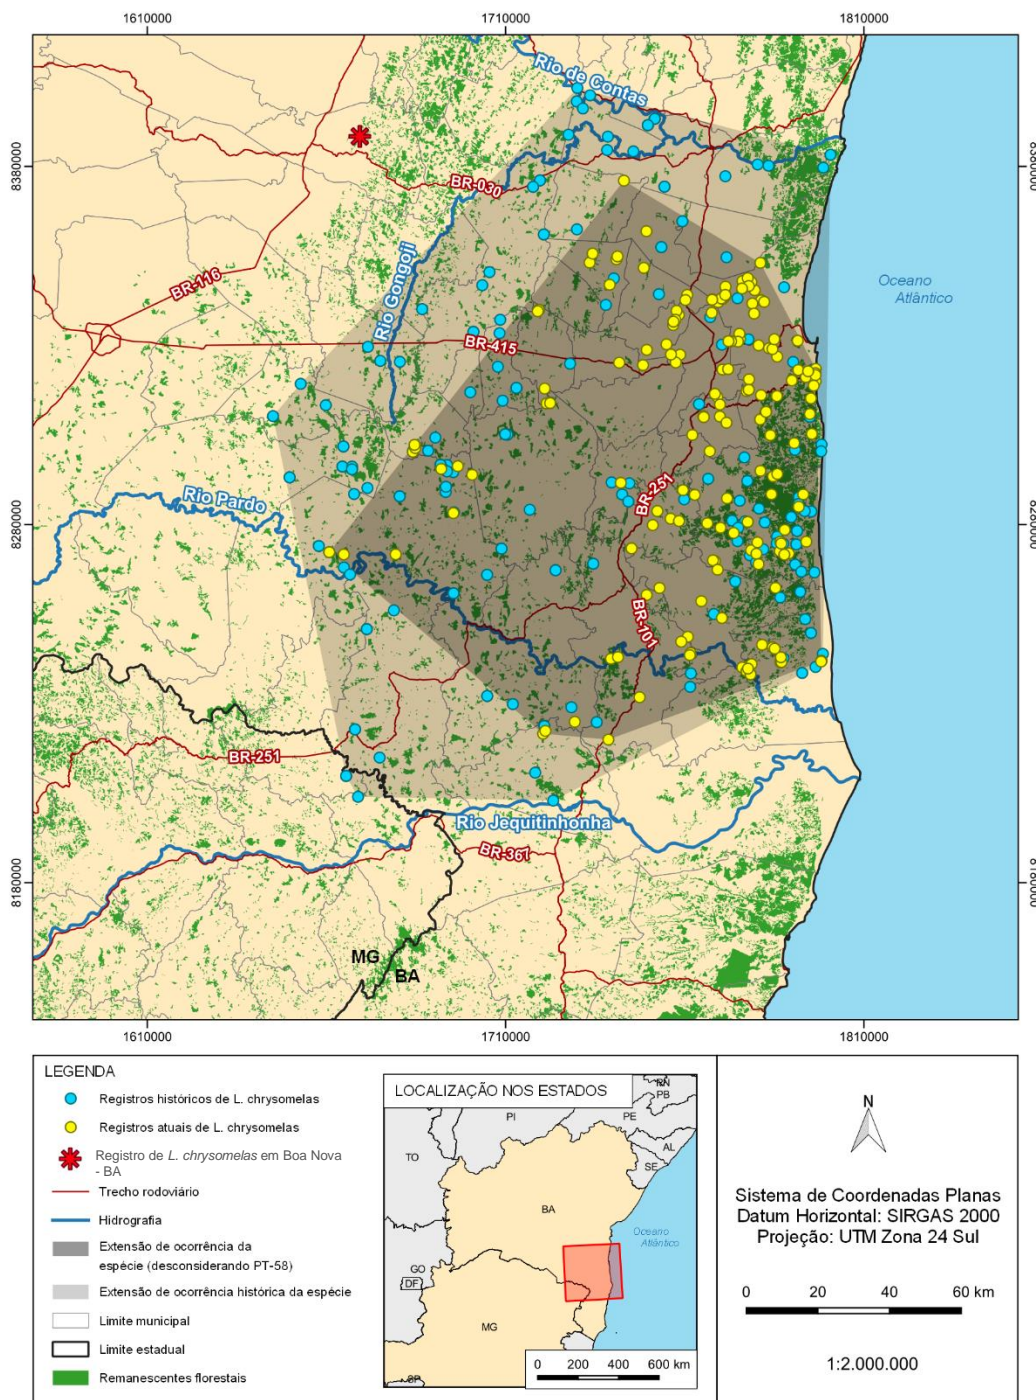 1610000
1710000
1810000
Rio de Contas
8380000
8380000
BR-030
BR-116
Rio Gongoji
Oceano
Atlântico
BR-415
Rio Pardo
BR-251
8280000
8280000
BR-101
BR-251
Rio Jequitinhonha
BR-367
8180000
8180000
MG
BA
1610000
1710000
1810000
LEGENDA
Registros históricos de L. chrysomelas
Registros atuais de L. chrysomelas
Registro de L. chrysomelas em Boa Nova
- BA
Trecho rodoviário
Hidrografia
Extensão de ocorrência da
espécie (desconsiderando PT-58)
Extensão de ocorrência histórica da espécie
Limite municipal
Limite estadual
Remanescentes florestais
LOCALIZAÇÃO NOS ESTADOS
RN
PB
PI
PE
AL
TO
SE
BA
Oceano
Atlântico
GO
DF
MG
SP
0 200 400 600 km
N
Sistema de Coordenadas Planas
Datum Horizontal: SIRGAS 2000
Projeção: UTM Zona 24 Sul
0 20 40 60 km
1:2.000.000